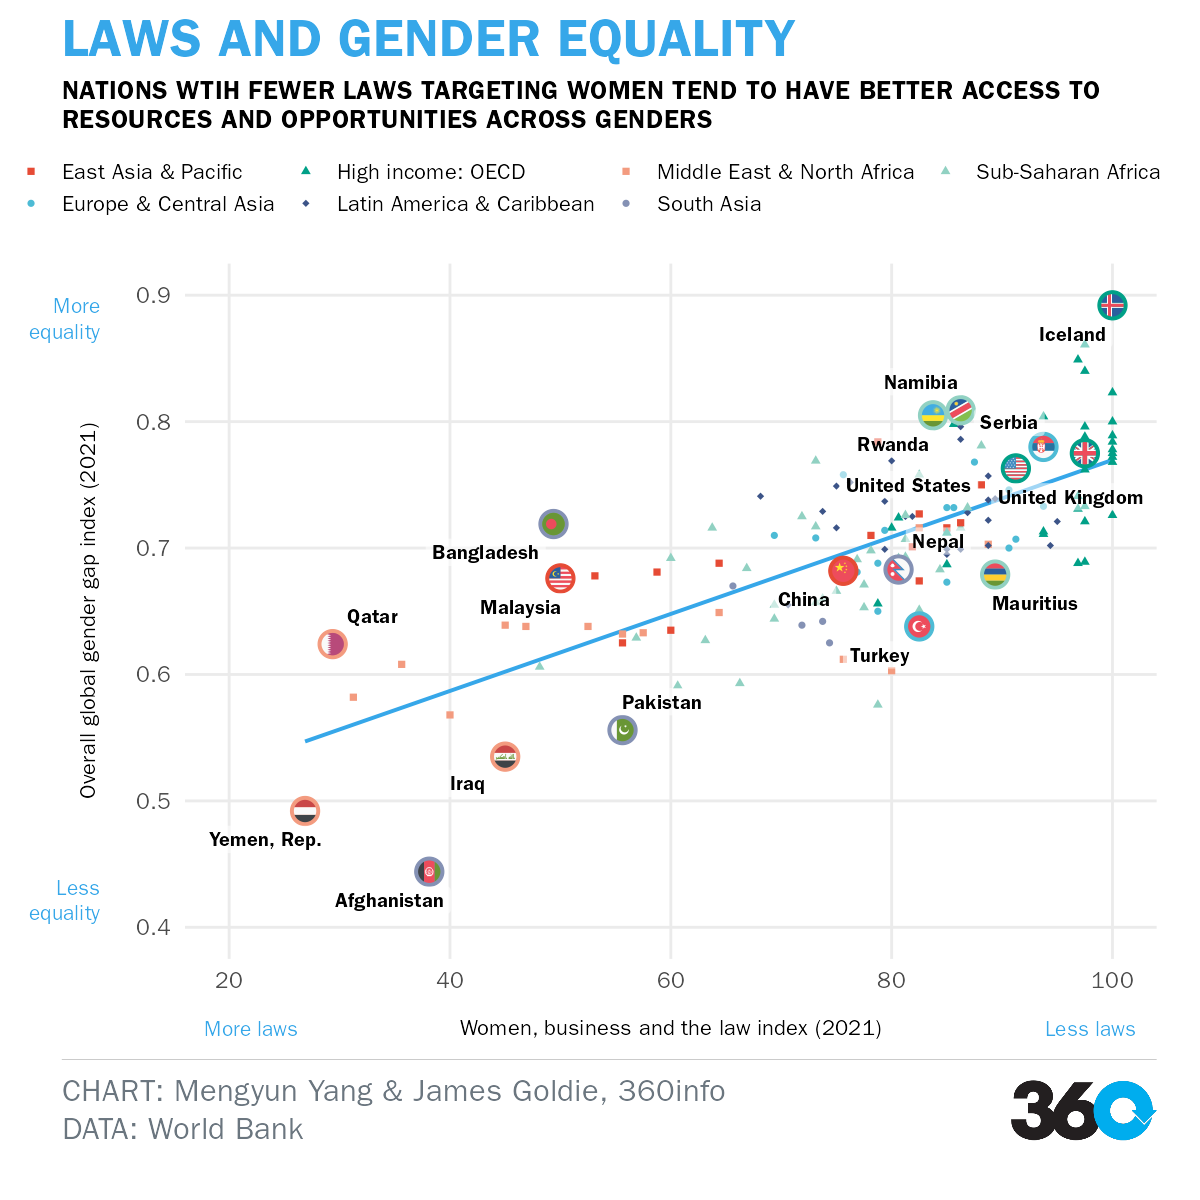 LAWS AND GENDER EQUALITY
NATIONS WTIH FEWER LAWS TARGETING WOMEN TEND TO HAVE BETTER ACCESS TO
RESOURCES AND OPPORTUNITIES ACROSS GENDERS
East Asia & Pacific
High income: OECD
Middle East & North Africa
Sub-Saharan Africa
Europe & Central Asia
Latin America & Caribbean
South Asia
More
equality
0.9
Iceland
Namibia
0.8
Serbia
Rwanda
United States
United Kingdom
Overall global gender gap index (2021)
0.7
Nepal
Bangladesh
China
Malaysia
Mauritius
Qatar
Turkey
0.6
Pakistan
Iraq
0.5
Yemen, Rep.
Less
equality
Afghanistan
0.4
20
40
60
80
100
More laws
Women, business and the law index (2021)
Less laws
CHART: Mengyun Yang & James Goldie, 360info
DATA: World Bank
360